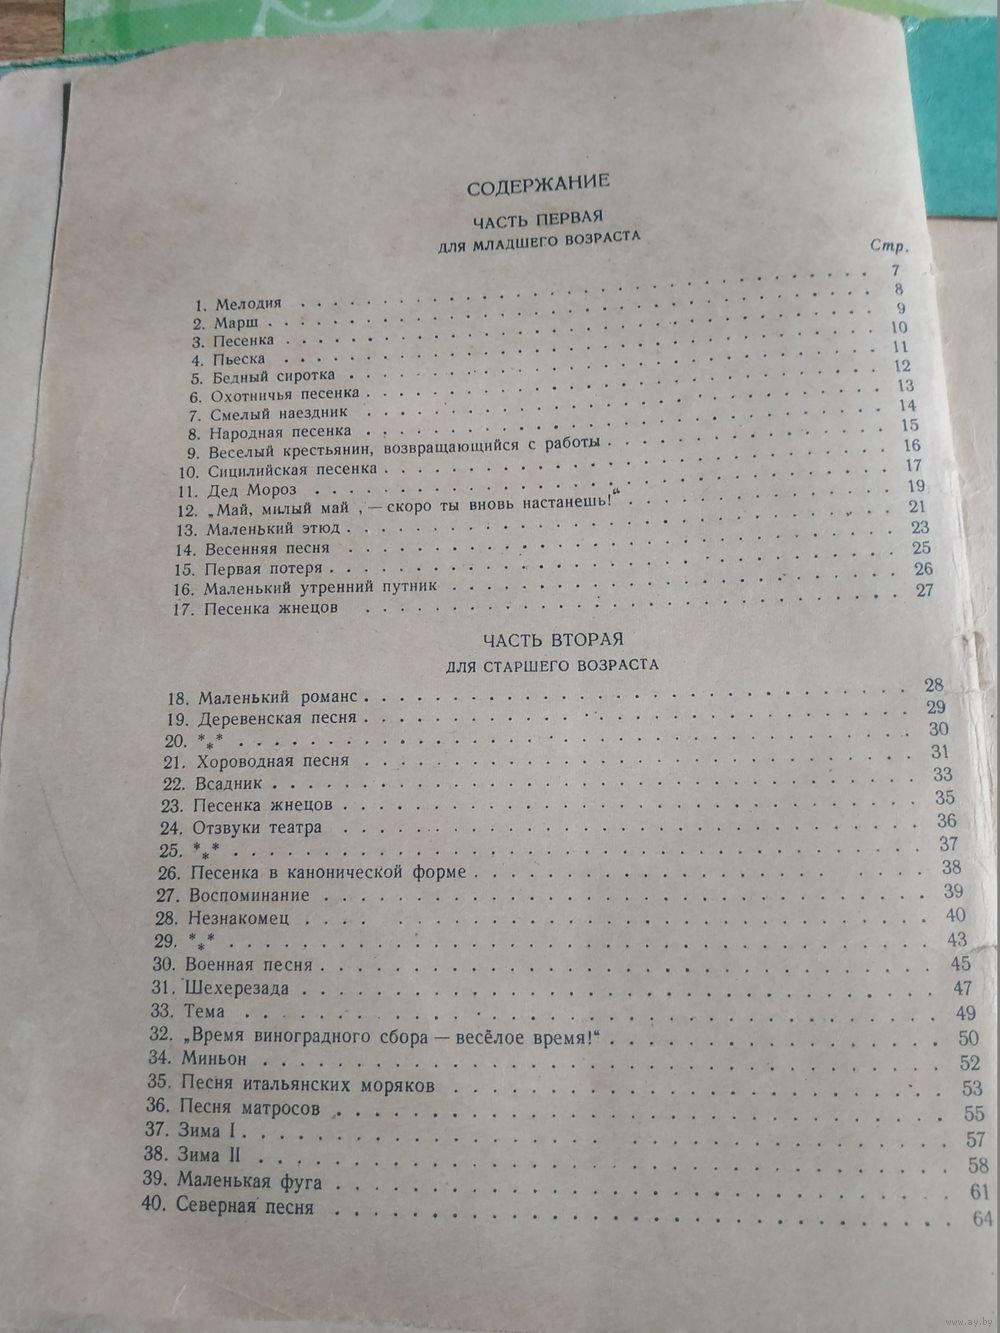 СОДЕРЖАНИЕ
ЧАСТЬ ПЕРВАЯ
ДЛЯ МЛАДШЕГО ВОЗРАСТА
Стр.
1. Мелодия . . . 7
2. Марш . . . 8
3. Песенка . . . 9
4. Пьеска . . . 10
5. Бедный сиротка . . . 11
6. Охотничья песенка . . . 12
7. Смелый наездник . . . 13
8. Народная песенка . . . 14
9. Веселый крестьянин, возвращающийся с работы . . . 15
10. Сицилийская песенка . . . 16
11. Дед Мороз . . . 17
12. „Май, милый май , — скоро ты вновь настанешь!“ . . . 19
13. Маленький этюд . . . 21
14. Весенняя песня . . . 23
15. Первая потеря . . . 25
16. Маленький утренний путник . . . 26
17. Песенка жнецов . . . 27
ЧАСТЬ ВТОРАЯ
ДЛЯ СТАРШЕГО ВОЗРАСТА
18. Маленький романс . . . 28
19. Деревенская песня . . . 29
20. *⁎* . . . 30
21. Хороводная песня . . . 31
22. Всадник . . . 33
23. Песенка жнецов . . . 35
24. Отзвуки театра . . . 36
25. *⁎* . . . 37
26. Песенка в канонической форме . . . 38
27. Воспоминание . . . 39
28. Незнакомец . . . 40
29. *⁎* . . . 43
30. Военная песня . . . 45
31. Шехерезада . . . 47
33. Тема . . . 49
32. „Время виноградного сбора — весёлое время!“ . . . 50
34. Миньон . . . 52
35. Песня итальянских моряков . . . 53
36. Песня матросов . . . 55
37. Зима I . . . 57
38. Зима II . . . 58
39. Маленькая фуга . . . 61
40. Северная песня . . . 64
www.ay.by